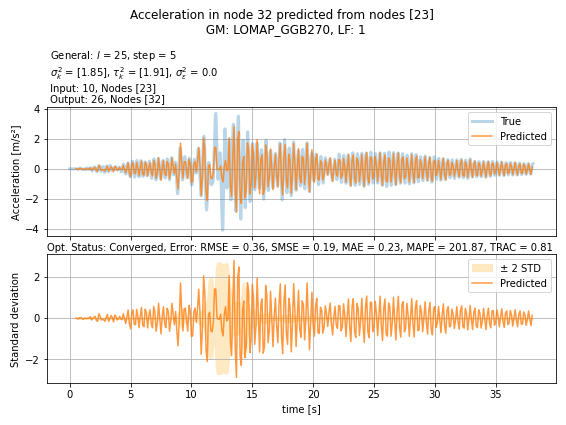 Acceleration in node 32 predicted from nodes [23]
GM: LOMAP_GGB270, LF: 1
General: l = 25, step = 5
σ²ₖ = [1.85], τ²ₖ = [1.91], σ²ε = 0.0
Input: 10, Nodes [23]
Output: 26, Nodes [32]
Acceleration [m/s²]
4
2
0
−2
−4
True
Predicted
Opt. Status: Converged, Error: RMSE = 0.36, SMSE = 0.19, MAE = 0.23, MAPE = 201.87, TRAC = 0.81
Standard deviation
2
0
−2
± 2 STD
Predicted
0 5 10 15 20 25 30 35
time [s]